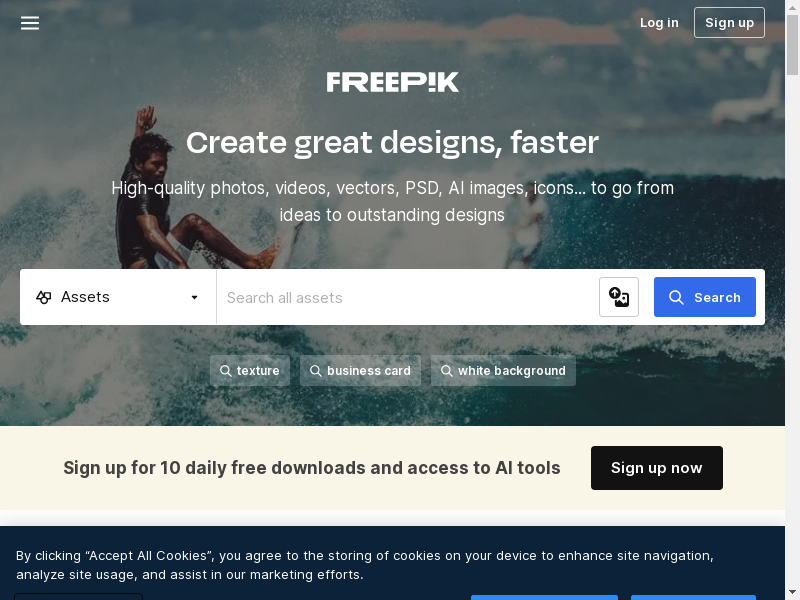 Log in
Sign up
FREEPIK
Create great designs, faster
High-quality photos, videos, vectors, PSD, AI images, icons... to go from
ideas to outstanding designs
Assets
Search all assets
Search
texture
business card
white background
Sign up for 10 daily free downloads and access to AI tools
Sign up now
By clicking “Accept All Cookies”, you agree to the storing of cookies on your device to enhance site navigation,
analyze site usage, and assist in our marketing efforts.